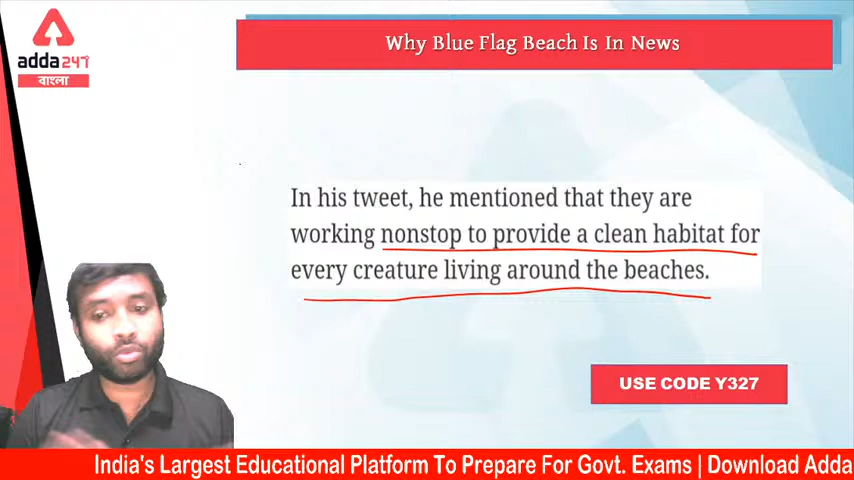 Why Blue Flag Beach Is In News
adda 247
বাংলা
In his tweet, he mentioned that they are
working nonstop to provide a clean habitat for
every creature living around the beaches.
USE CODE Y327
India's Largest Educational Platform To Prepare For Govt. Exams | Download Adda